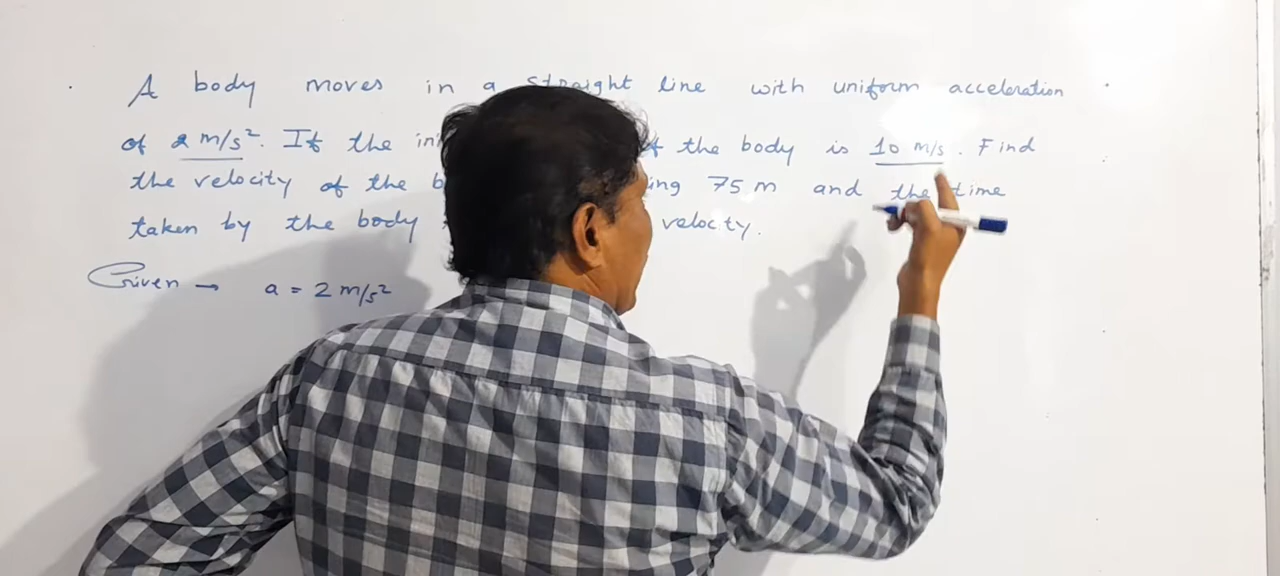 A body moves in a straight line with uniform acceleration
of 2 m/s². If the the body is 10 m/s. Find
the velocity of the 75 m and the time
taken by the body velocity.
Given → a = 2 m/s²